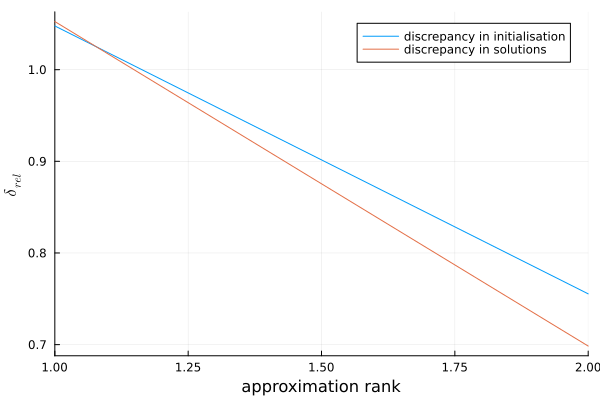 discrepancy in initialisation
discrepancy in solutions
1.0
0.9
0.8
0.7
δ_rel
1.00 1.25 1.50 1.75 2.00
approximation rank